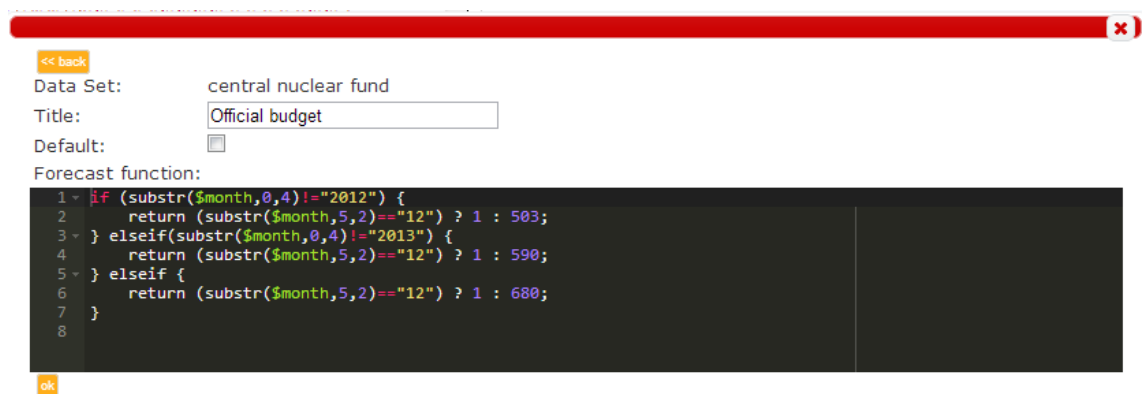 << back
Data Set: central nuclear fund
Title: Official budget
Default:
Forecast function:
1 if (substr($month,0,4)!="2012") {
2 return (substr($month,5,2)=="12") ? 1 : 503;
3 } elseif(substr($month,0,4)!="2013") {
4 return (substr($month,5,2)=="12") ? 1 : 590;
5 } elseif {
6 return (substr($month,5,2)=="12") ? 1 : 680;
7 }
8
ok